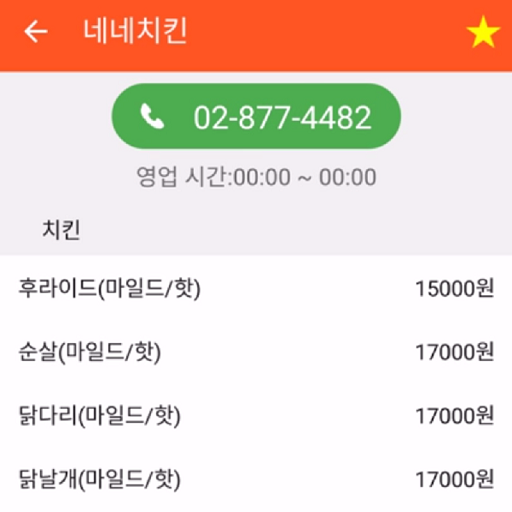 네네치킨
02-877-4482
영업 시간:00:00 ~ 00:00
치킨
후라이드(마일드/핫) 15000원
순살(마일드/핫) 17000원
닭다리(마일드/핫) 17000원
닭날개(마일드/핫) 17000원